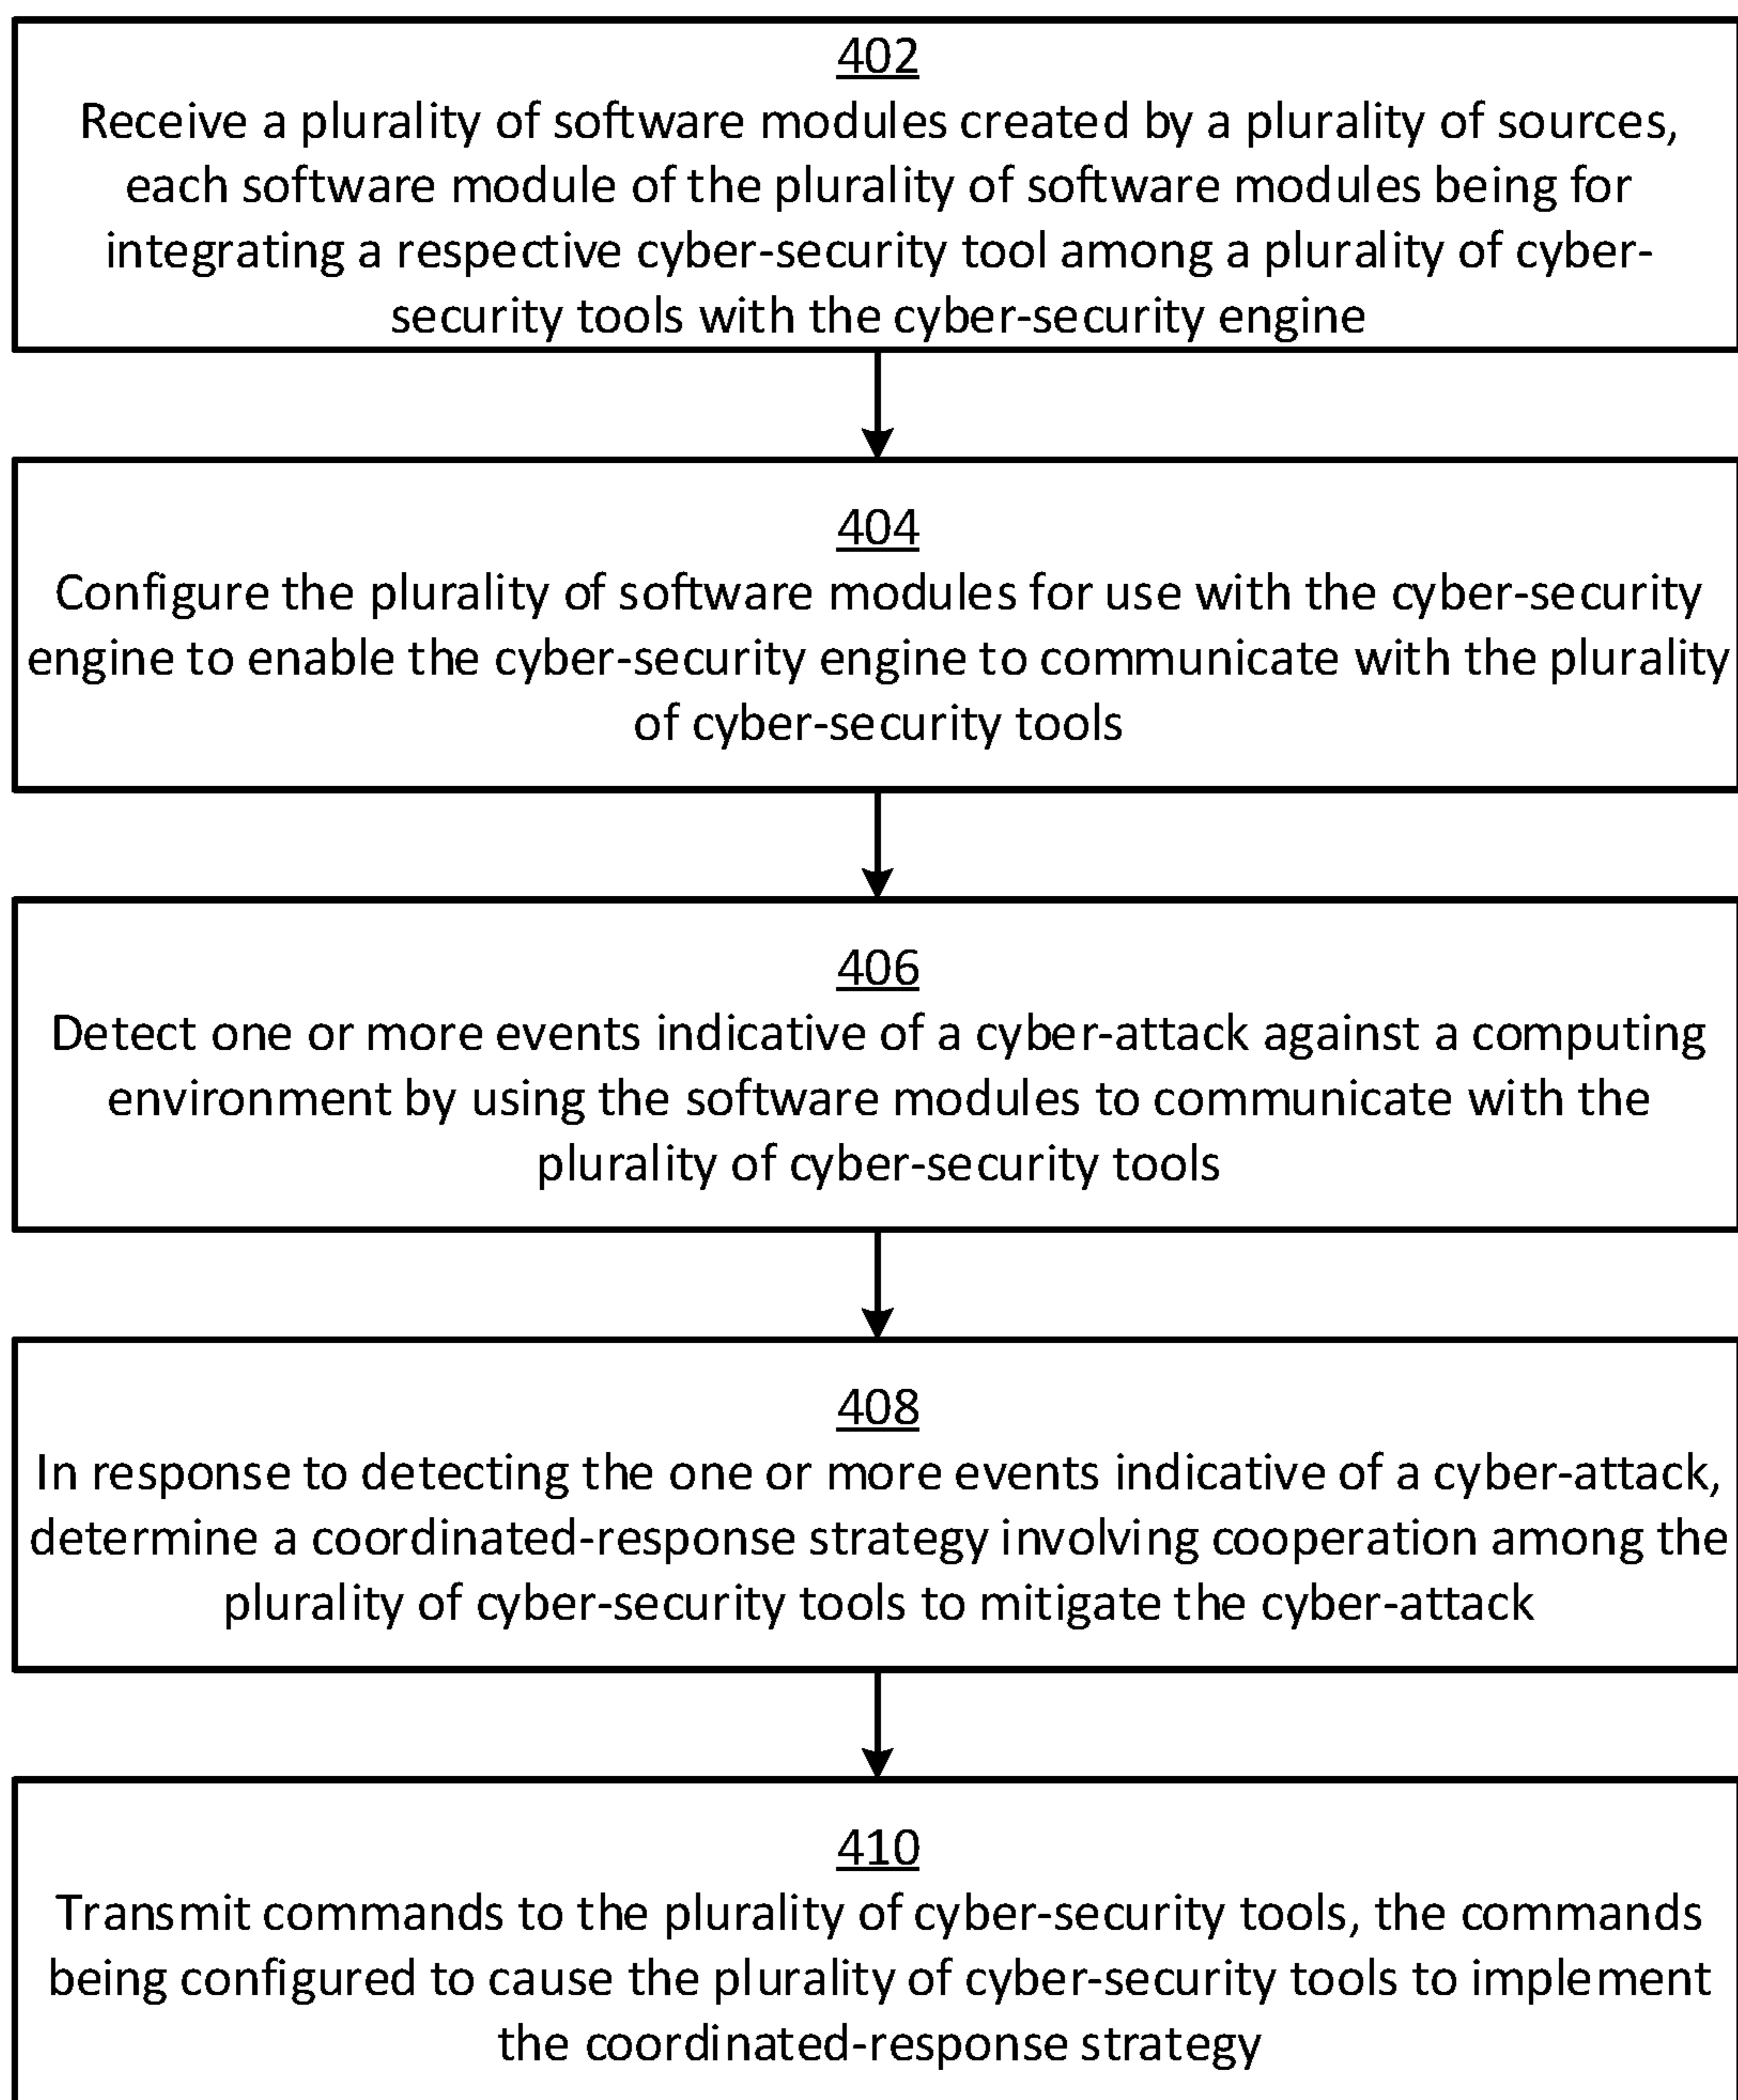 402
Receive a plurality of software modules created by a plurality of sources,
each software module of the plurality of software modules being for
integrating a respective cyber-security tool among a plurality of cyber-
security tools with the cyber-security engine
404
Configure the plurality of software modules for use with the cyber-security
engine to enable the cyber-security engine to communicate with the plurality
of cyber-security tools
406
Detect one or more events indicative of a cyber-attack against a computing
environment by using the software modules to communicate with the
plurality of cyber-security tools
408
In response to detecting the one or more events indicative of a cyber-attack,
determine a coordinated-response strategy involving cooperation among the
plurality of cyber-security tools to mitigate the cyber-attack
410
Transmit commands to the plurality of cyber-security tools, the commands
being configured to cause the plurality of cyber-security tools to implement
the coordinated-response strategy